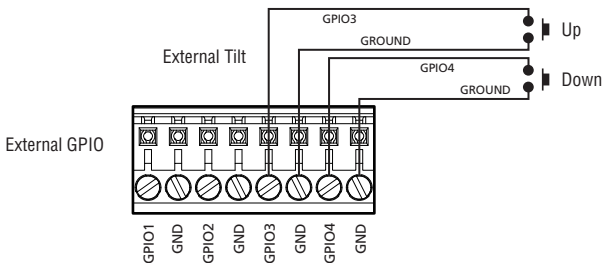 GPIO3
Up
GROUND
External Tilt
GPIO4
Down
GROUND
External GPIO
GPIO1
GND
GPIO2
GND
GPIO3
GND
GPIO4
GND